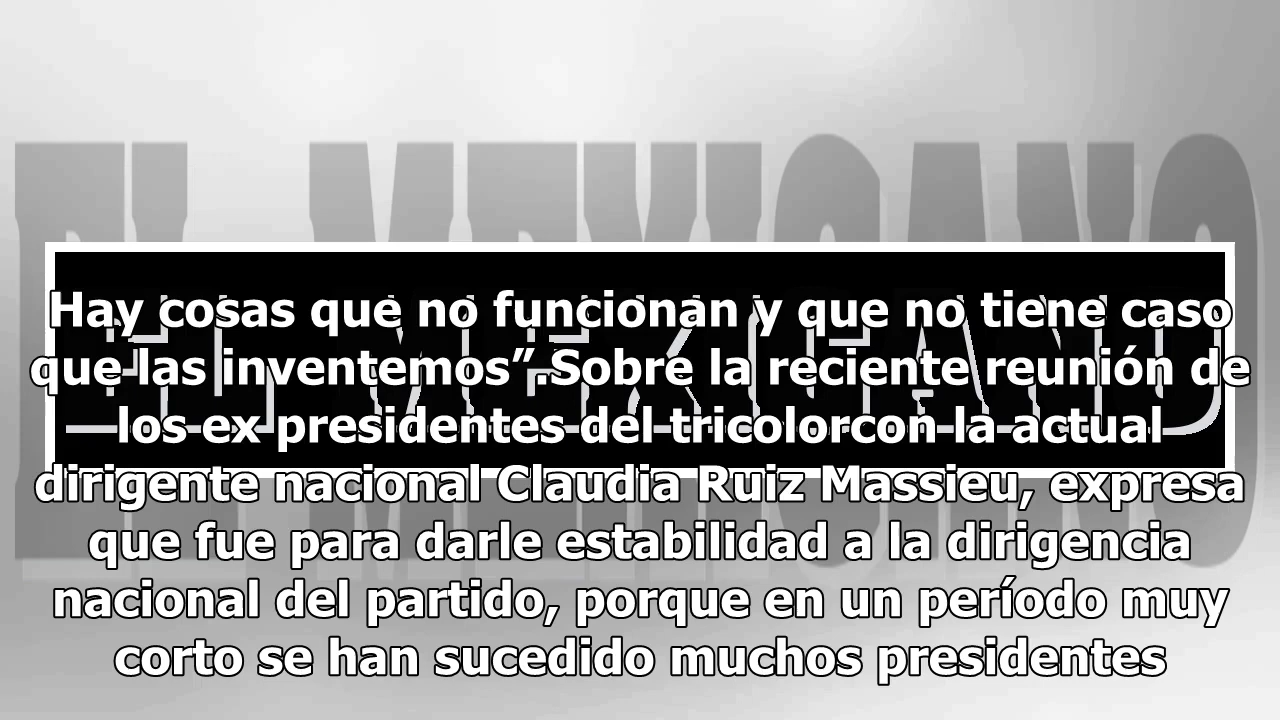 EL MEXICANO
Hay cosas que no funcionan y que no tiene caso
que las inventemos”.Sobre la reciente reunión de
los ex presidentes del tricolorcon la actual
dirigente nacional Claudia Ruiz Massieu, expresa
que fue para darle estabilidad a la dirigencia
nacional del partido, porque en un período muy
corto se han sucedido muchos presidentes